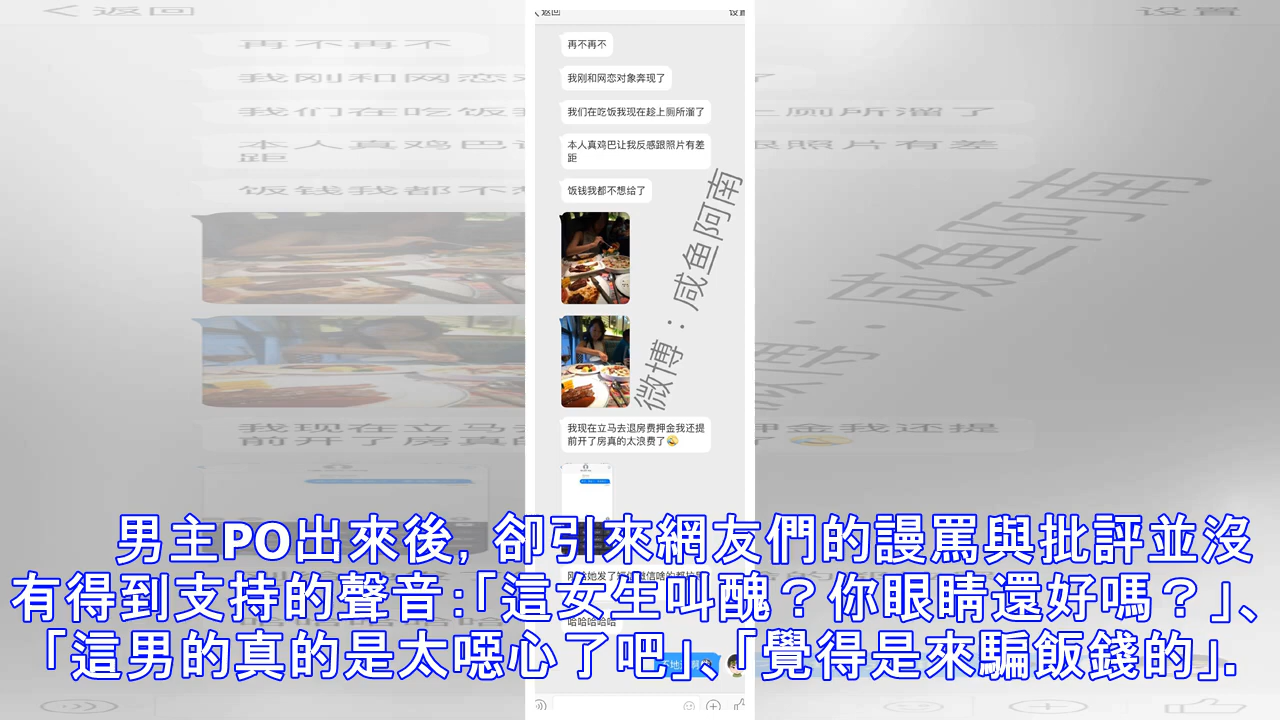 返回
再不再不
我刚和网恋对象奔现了
我们在吃饭我现在趁上厕所溜了
本人真鸡巴让我反感跟照片有差
距
饭钱我都不想给了
微博：咸鱼阿南
我现在立马去退房费押金我还提
前开了房真的太浪费了
哈哈哈哈哈
男主PO出來後，卻引來網友們的謾罵與批評並沒
有得到支持的聲音:「這女生叫醜？你眼睛還好嗎？」、
「這男的真的是太噁心了吧」、「覺得是來騙飯錢的」.